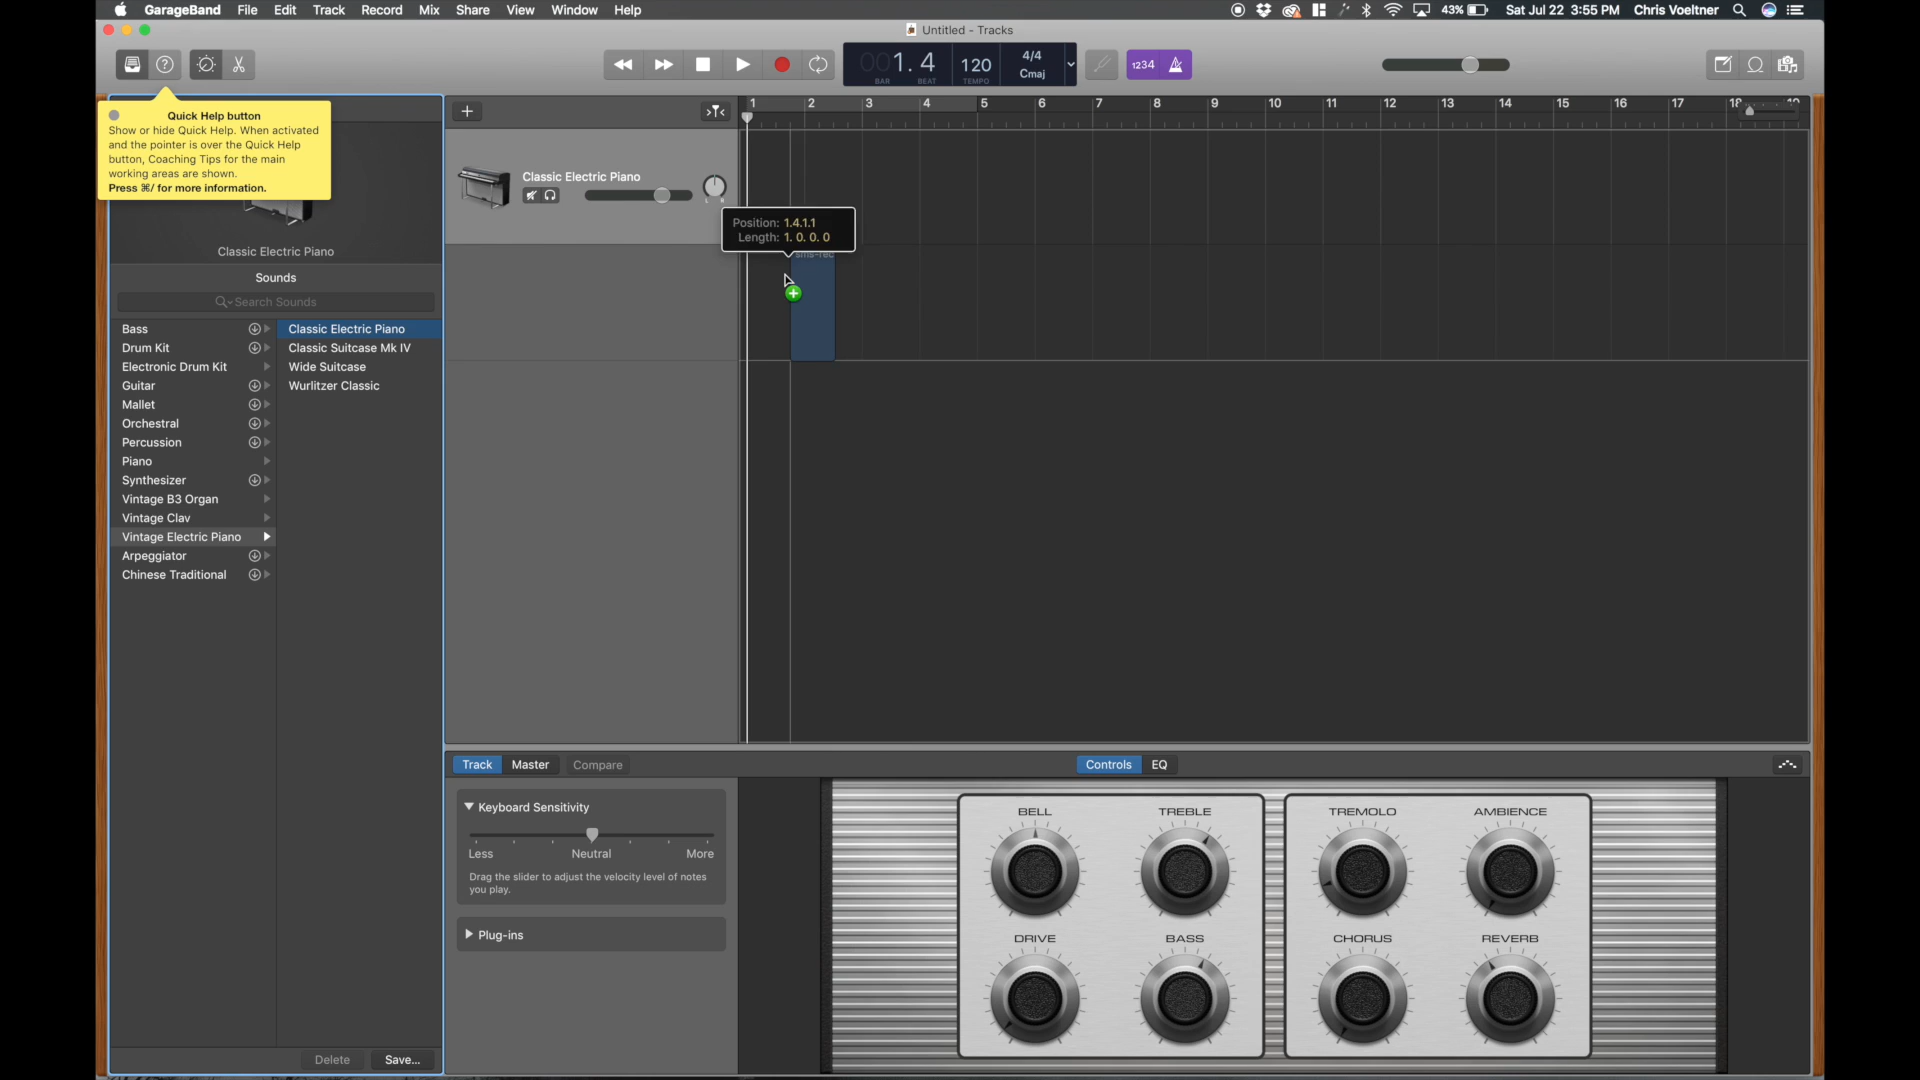 GarageBand File Edit Track Record Mix Share View Window Help
43% Sat Jul 22 3:55 PM Chris Voeltner
Untitled - Tracks
001.4
BAR BEAT
120
TEMPO
4/4
Cmaj
1234
Quick Help button
Show or hide Quick Help. When activated
and the pointer is over the Quick Help
button, Coaching Tips for the main
working areas are shown.
Press ⌘/ for more information.
Classic Electric Piano
Sounds
Search Sounds
Bass
Drum Kit
Electronic Drum Kit
Guitar
Mallet
Orchestral
Percussion
Piano
Synthesizer
Vintage B3 Organ
Vintage Clav
Vintage Electric Piano
Arpeggiator
Chinese Traditional
Classic Electric Piano
Classic Suitcase Mk IV
Wide Suitcase
Wurlitzer Classic
Delete Save...
1 2 3 4 5 6 7 8 9 10 11 12 13 14 15 16 17
Classic Electric Piano
L R
Position: 1.4.1.1
Length: 1. 0. 0. 0
sms-rec
Track Master Compare
Controls EQ
Keyboard Sensitivity
Less Neutral More
Drag the slider to adjust the velocity level of notes
you play.
Plug-ins
BELL TREBLE TREMOLO AMBIENCE
DRIVE BASS CHORUS REVERB